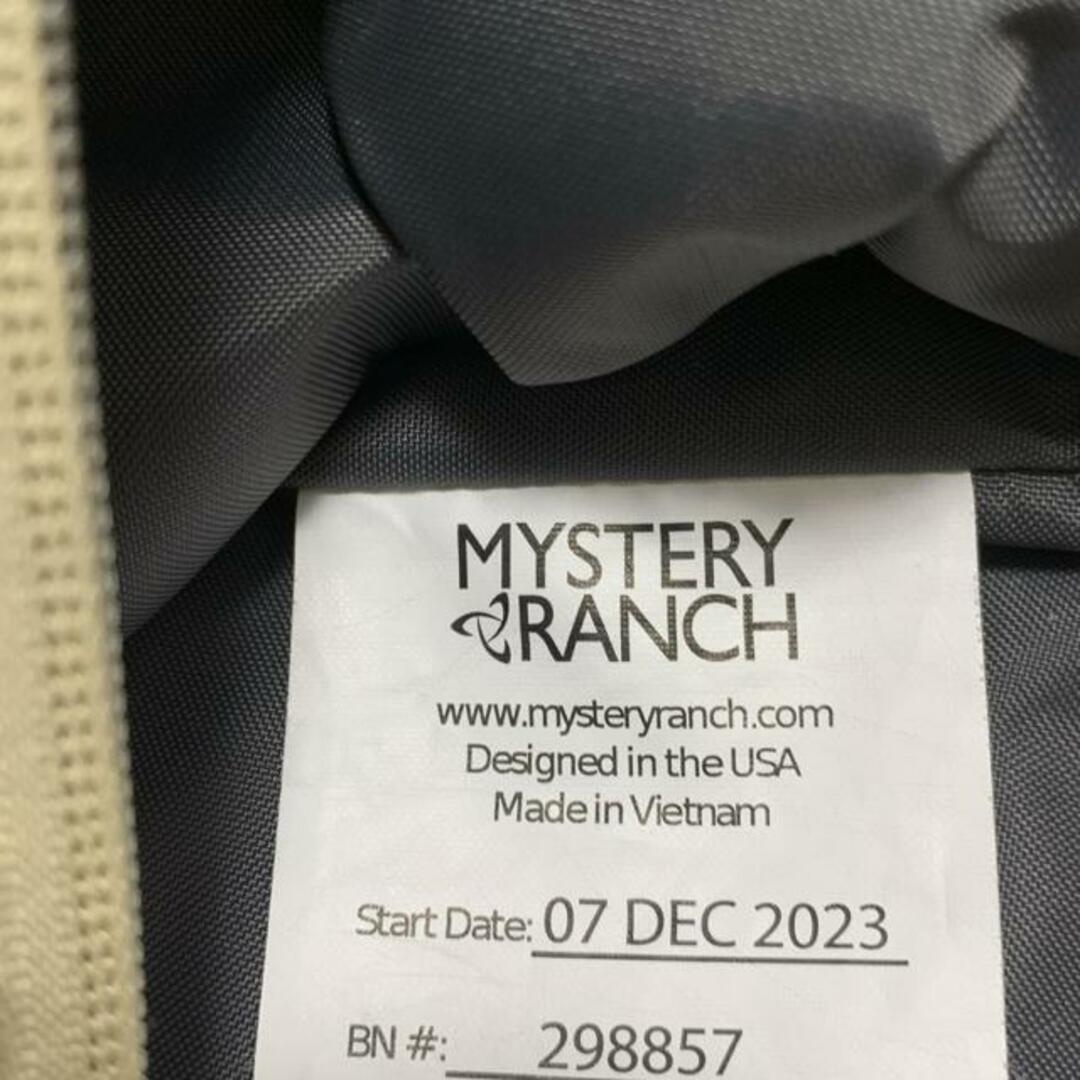 MYSTERY
RANCH
www.mysteryranch.com
Designed in the USA
Made in Vietnam
Start Date: 07 DEC 2023
BN #: 298857